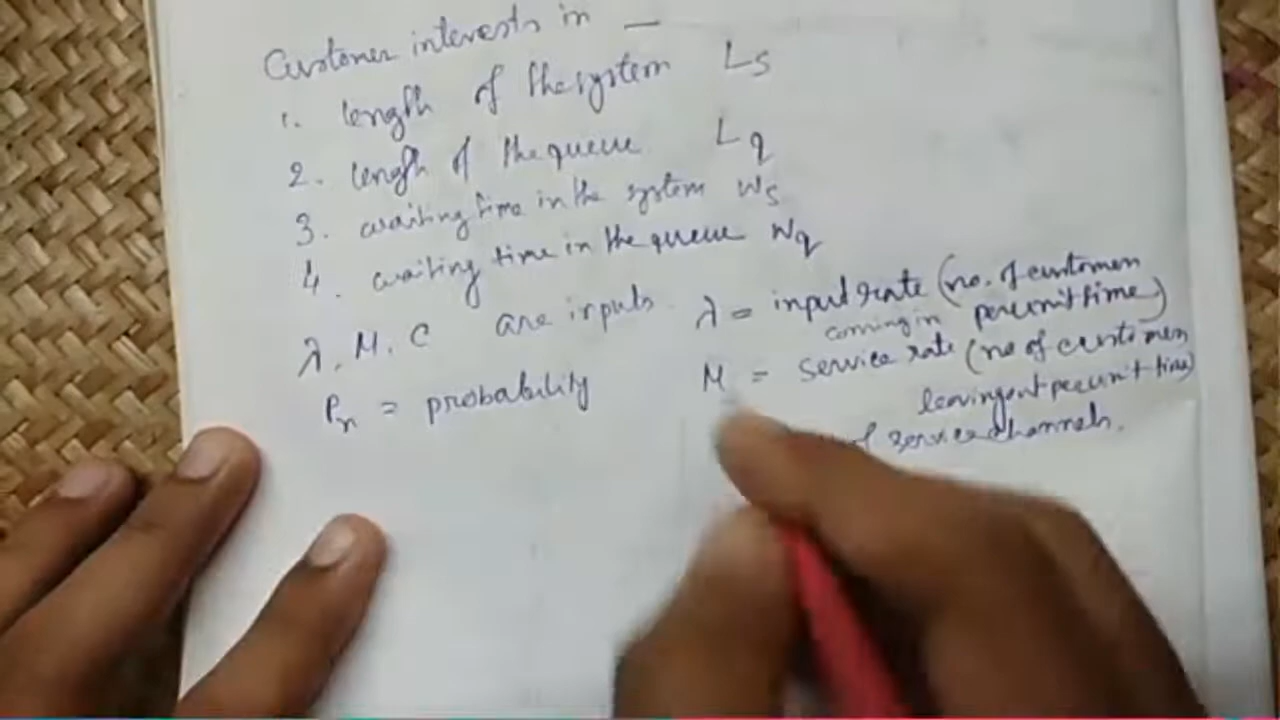 Customer interests in —
1. length of the system Ls
2. length of the queue Lq
3. waiting time in the system Ws
4. waiting time in the queue Wq
λ, M, C are inputs.
Pn = probability
λ = input rate (no. of customers
coming in per unit time)
M = service rate (no of customers
leaving out per unit time)
of service channels.